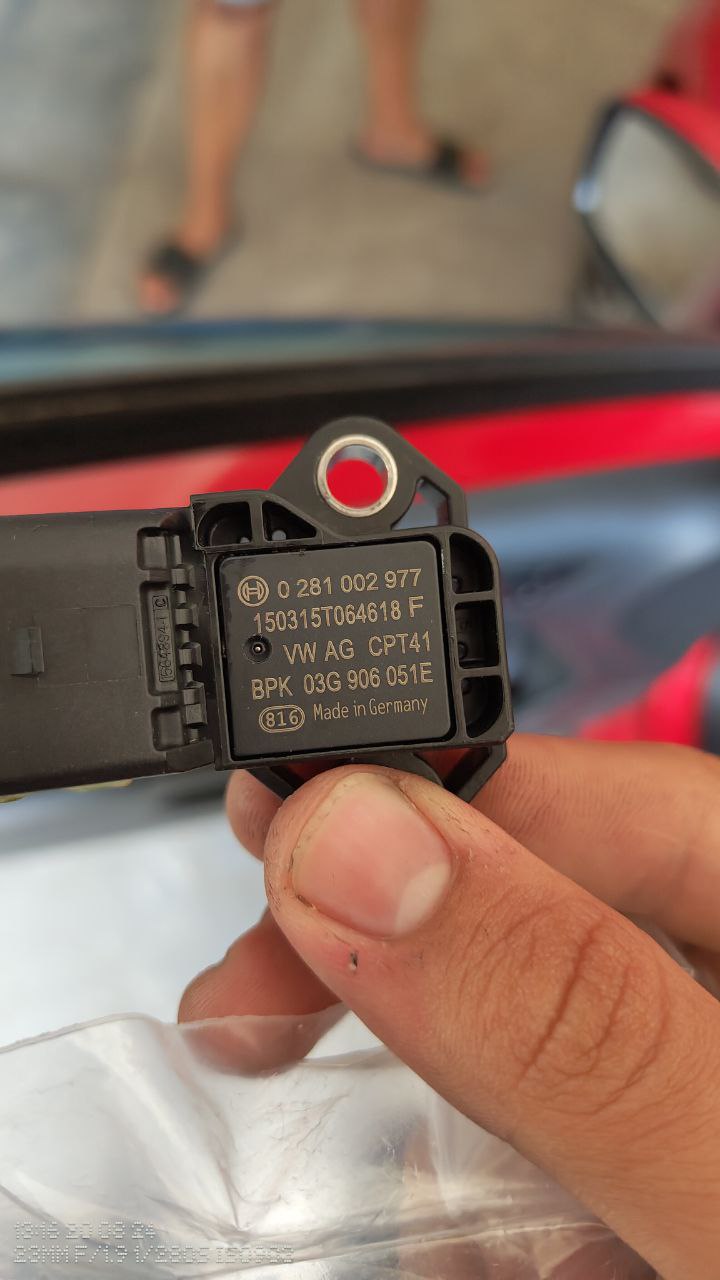 0 281 002 977
150315T064618 F
VW AG CPT41
BPK 03G 906 051E
816 Made in Germany